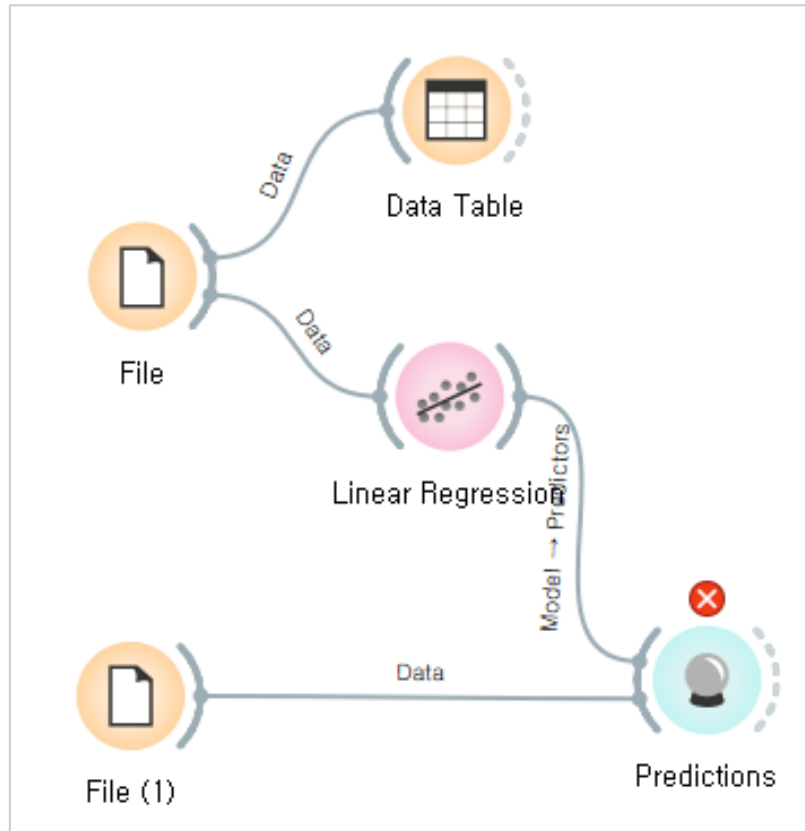 Data
Data Table
File
Data
Linear Regression
Model → Predictors
Data
File (1)
Predictions